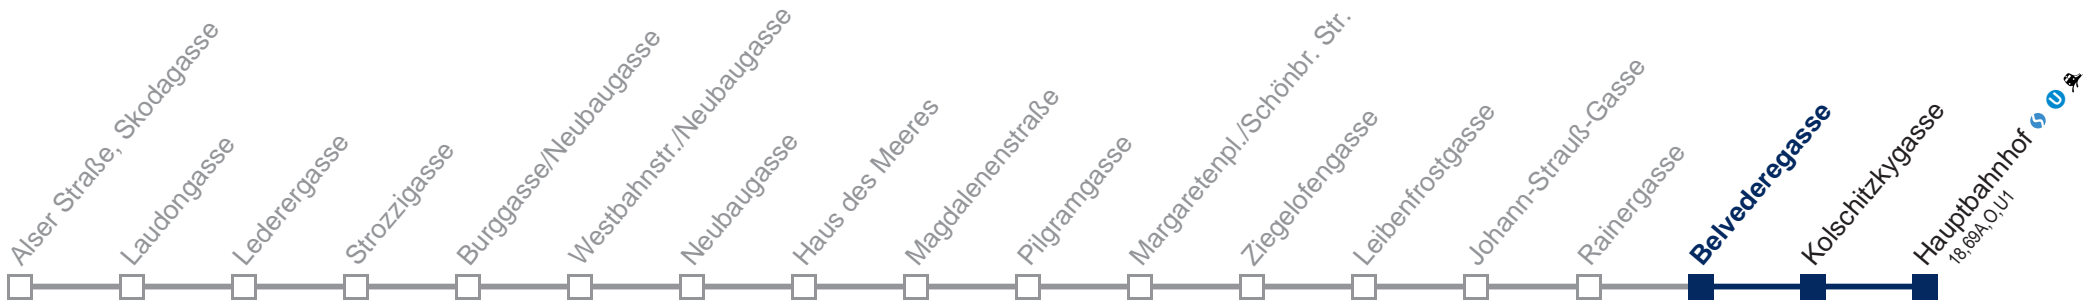 Alser Straße, Skodagasse
Laudongasse
Lederergasse
Strozzigasse
Burggasse/Neubaugasse
Westbahnstr./Neubaugasse
Neubaugasse
Haus des Meeres
Magdalenenstraße
Pilgramgasse
Margaretenpl./Schönbr. Str.
Ziegelofengasse
Leibenfrostgasse
Johann-Strauß-Gasse
Rainergasse
Belvederegasse
Kolschitzkygasse
Hauptbahnhof S U
18,69A,O,U1